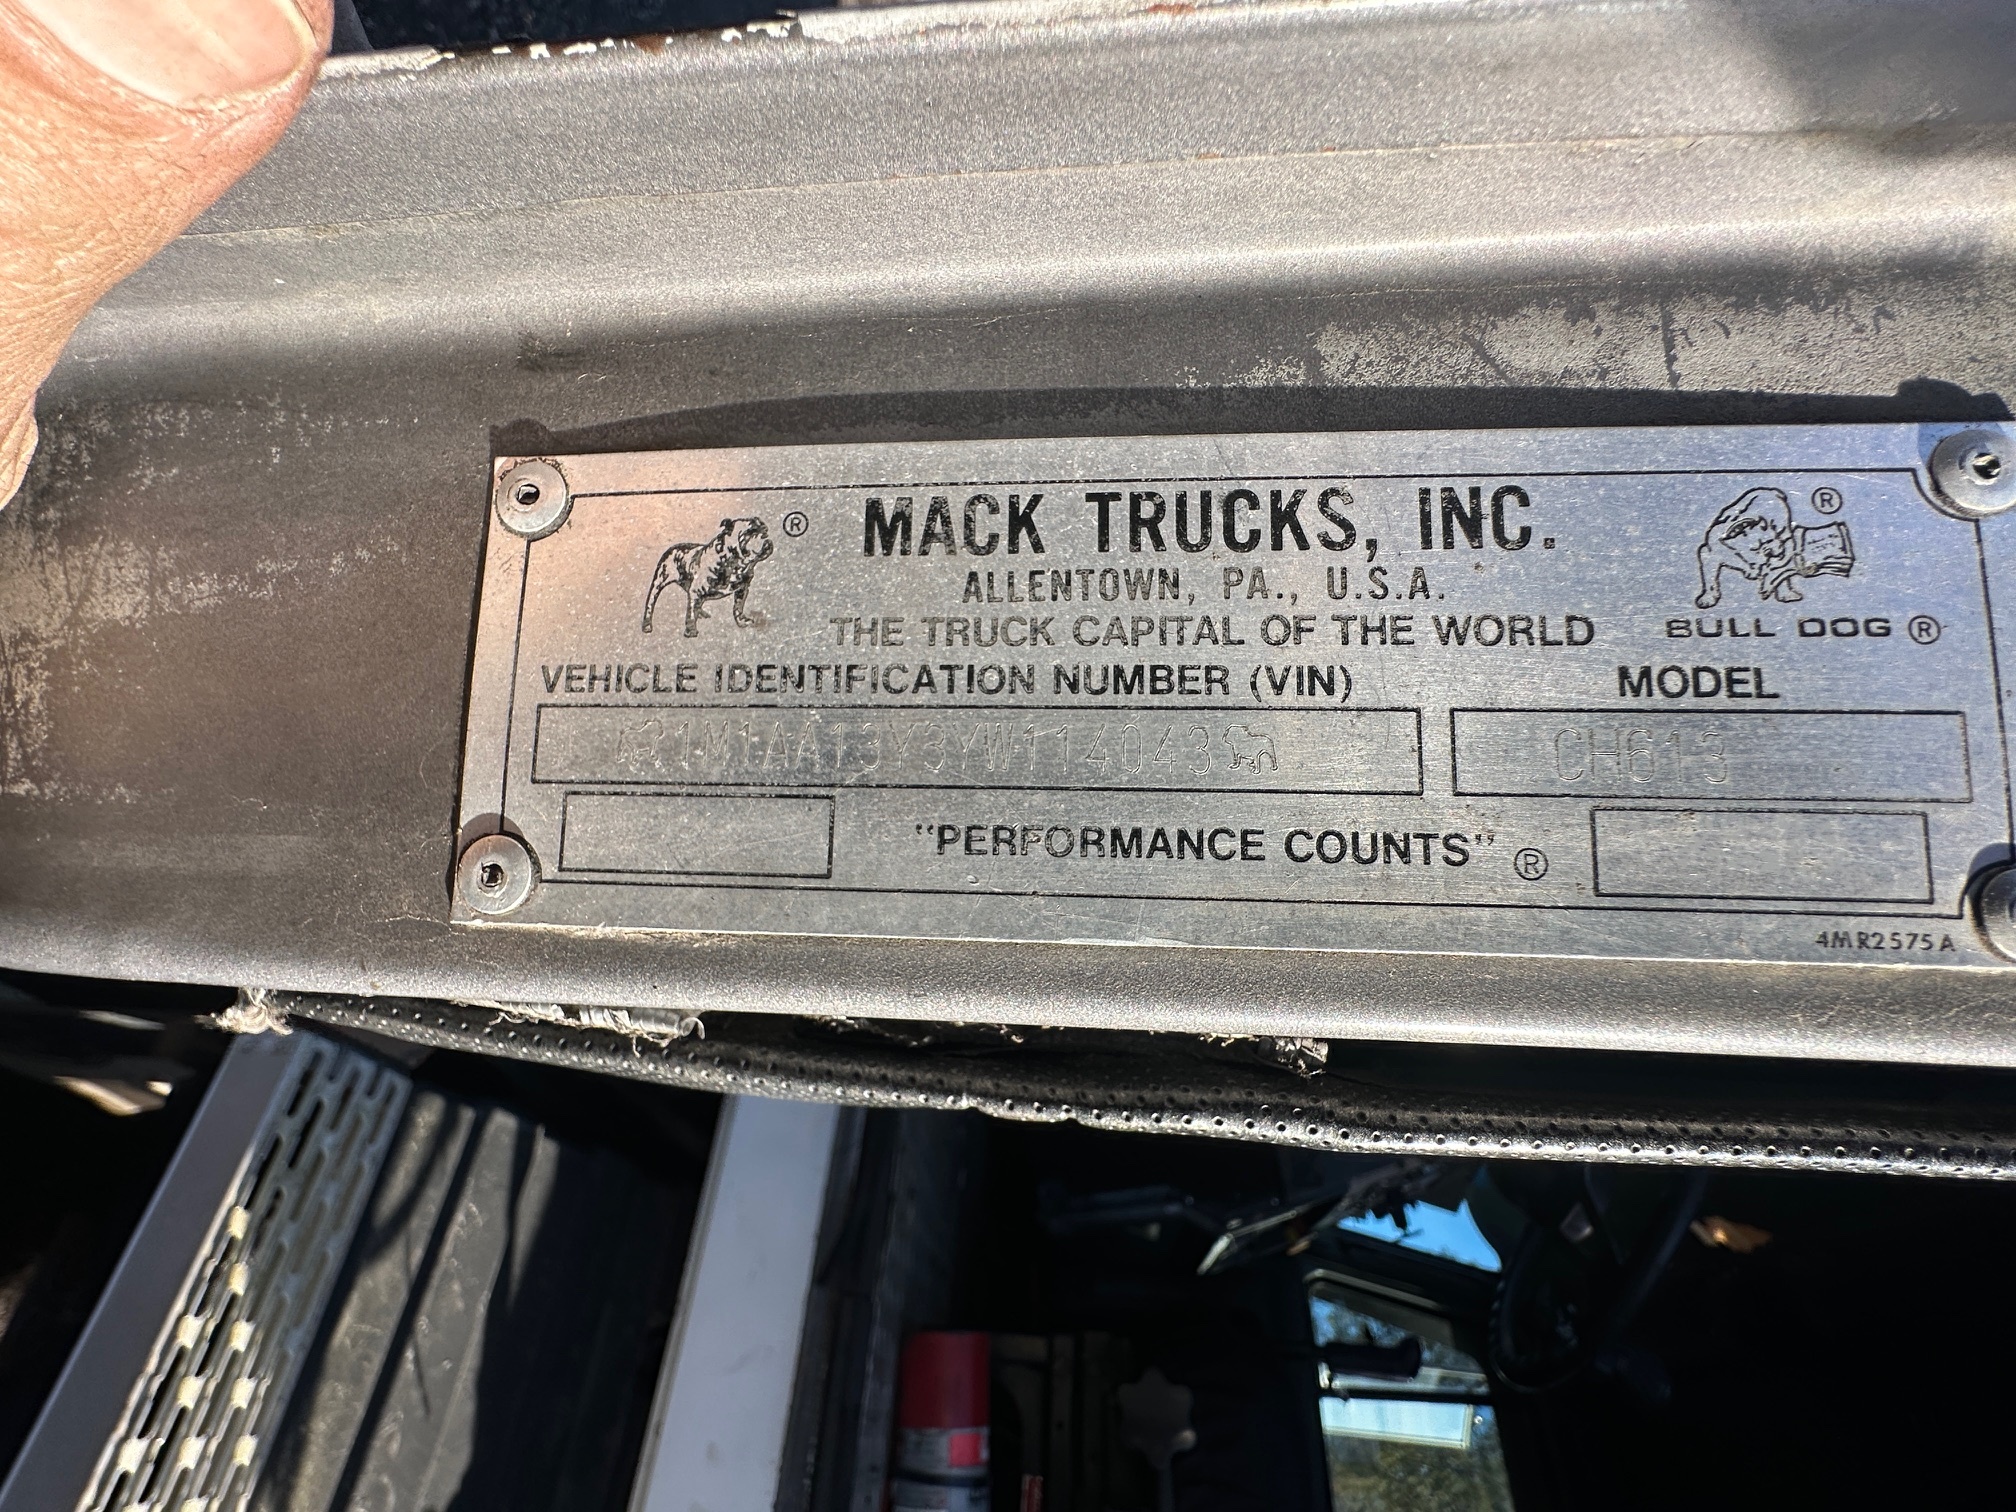 ® MACK TRUCKS, INC. ®
ALLENTOWN, PA., U.S.A.
THE TRUCK CAPITAL OF THE WORLD
BULL DOG ®
VEHICLE IDENTIFICATION NUMBER (VIN)
MODEL
1M1AA13Y3YW114043
CH613
"PERFORMANCE COUNTS" ®
4MR2575A